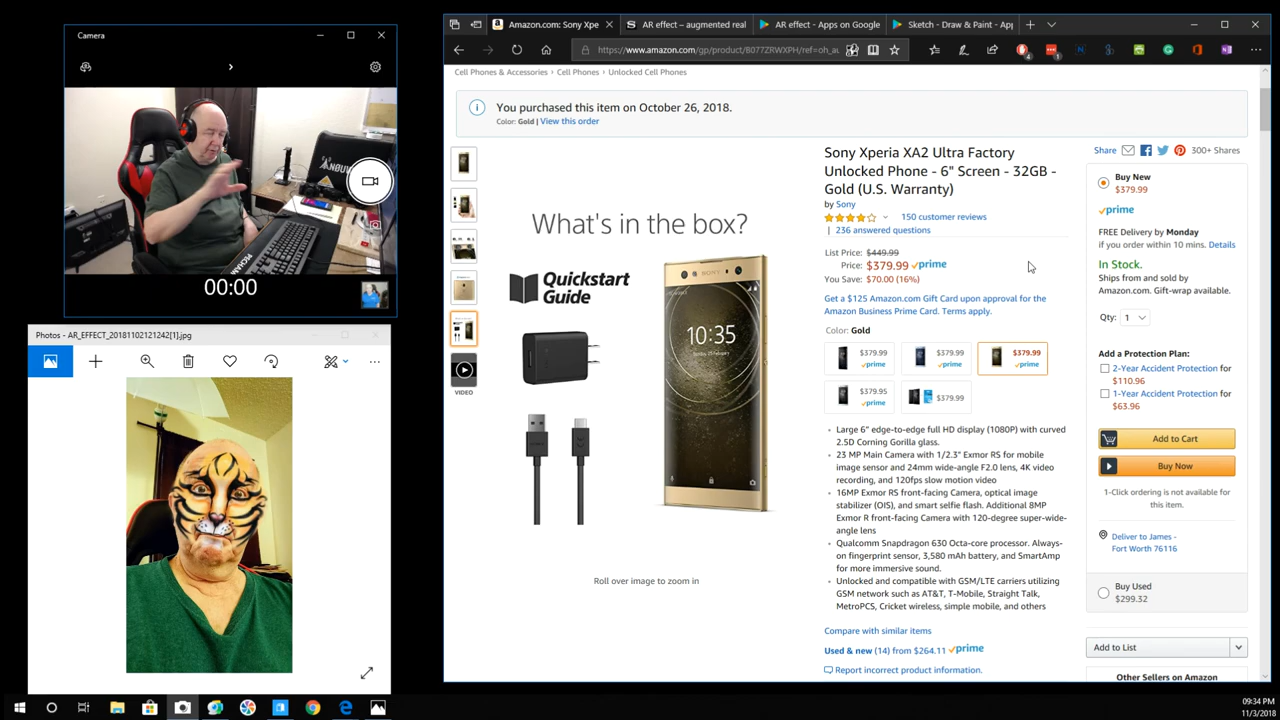 Camera
00:00
Photos - AR_EFFECT_20181102121242[1].jpg
Amazon.com: Sony Xpe
AR effect – augmented real
AR effect - Apps on Google
Sketch - Draw & Paint - Ap
https://www.amazon.com/gp/product/B077ZRWXPH/ref=oh_au
Cell Phones & Accessories › Cell Phones › Unlocked Cell Phones
You purchased this item on October 26, 2018.
Color: Gold | View this order
VIDEO
What's in the box?
Quickstart
Guide
SONY
10:35
Roll over image to zoom in
Sony Xperia XA2 Ultra Factory
Unlocked Phone - 6" Screen - 32GB -
Gold (U.S. Warranty)
by Sony
150 customer reviews
| 236 answered questions
List Price: $449.99
Price: $379.99 prime
You Save: $70.00 (16%)
Get a $125 Amazon.com Gift Card upon approval for the
Amazon Business Prime Card. Terms apply.
Color: Gold
$379.99 prime
$379.99 prime
$379.99 prime
$379.95 prime
$379.99
Large 6" edge-to-edge full HD display (1080P) with curved
2.5D Corning Gorilla glass.
23 MP Main Camera with 1/2.3" Exmor RS for mobile
image sensor and 24mm wide-angle F2.0 lens, 4K video
recording, and 120fps slow motion video
16MP Exmor RS front-facing Camera, optical image
stabilizer (OIS), and smart selfie flash. Additional 8MP
Exmor R front-facing Camera with 120-degree super-wide-
angle lens
Qualcomm Snapdragon 630 Octa-core processor. Always-
on fingerprint sensor, 3,580 mAh battery, and SmartAmp
for more immersive sound.
Unlocked and compatible with GSM/LTE carriers utilizing
GSM network such as AT&T, T-Mobile, Straight Talk,
MetroPCS, Cricket wireless, simple mobile, and others
Compare with similar items
Used & new (14) from $264.11 prime
Report incorrect product information.
Share 300+ Shares
Buy New
$379.99
prime
FREE Delivery by Monday
if you order within 10 mins. Details
In Stock.
Ships from and sold by
Amazon.com. Gift-wrap available.
Qty: 1
Add a Protection Plan:
2-Year Accident Protection for
$110.96
1-Year Accident Protection for
$63.96
Add to Cart
Buy Now
1-Click ordering is not available for
this item.
Deliver to James -
Fort Worth 76116
Buy Used
$299.32
Add to List
Other Sellers on Amazon
09:34 PM
11/3/2018